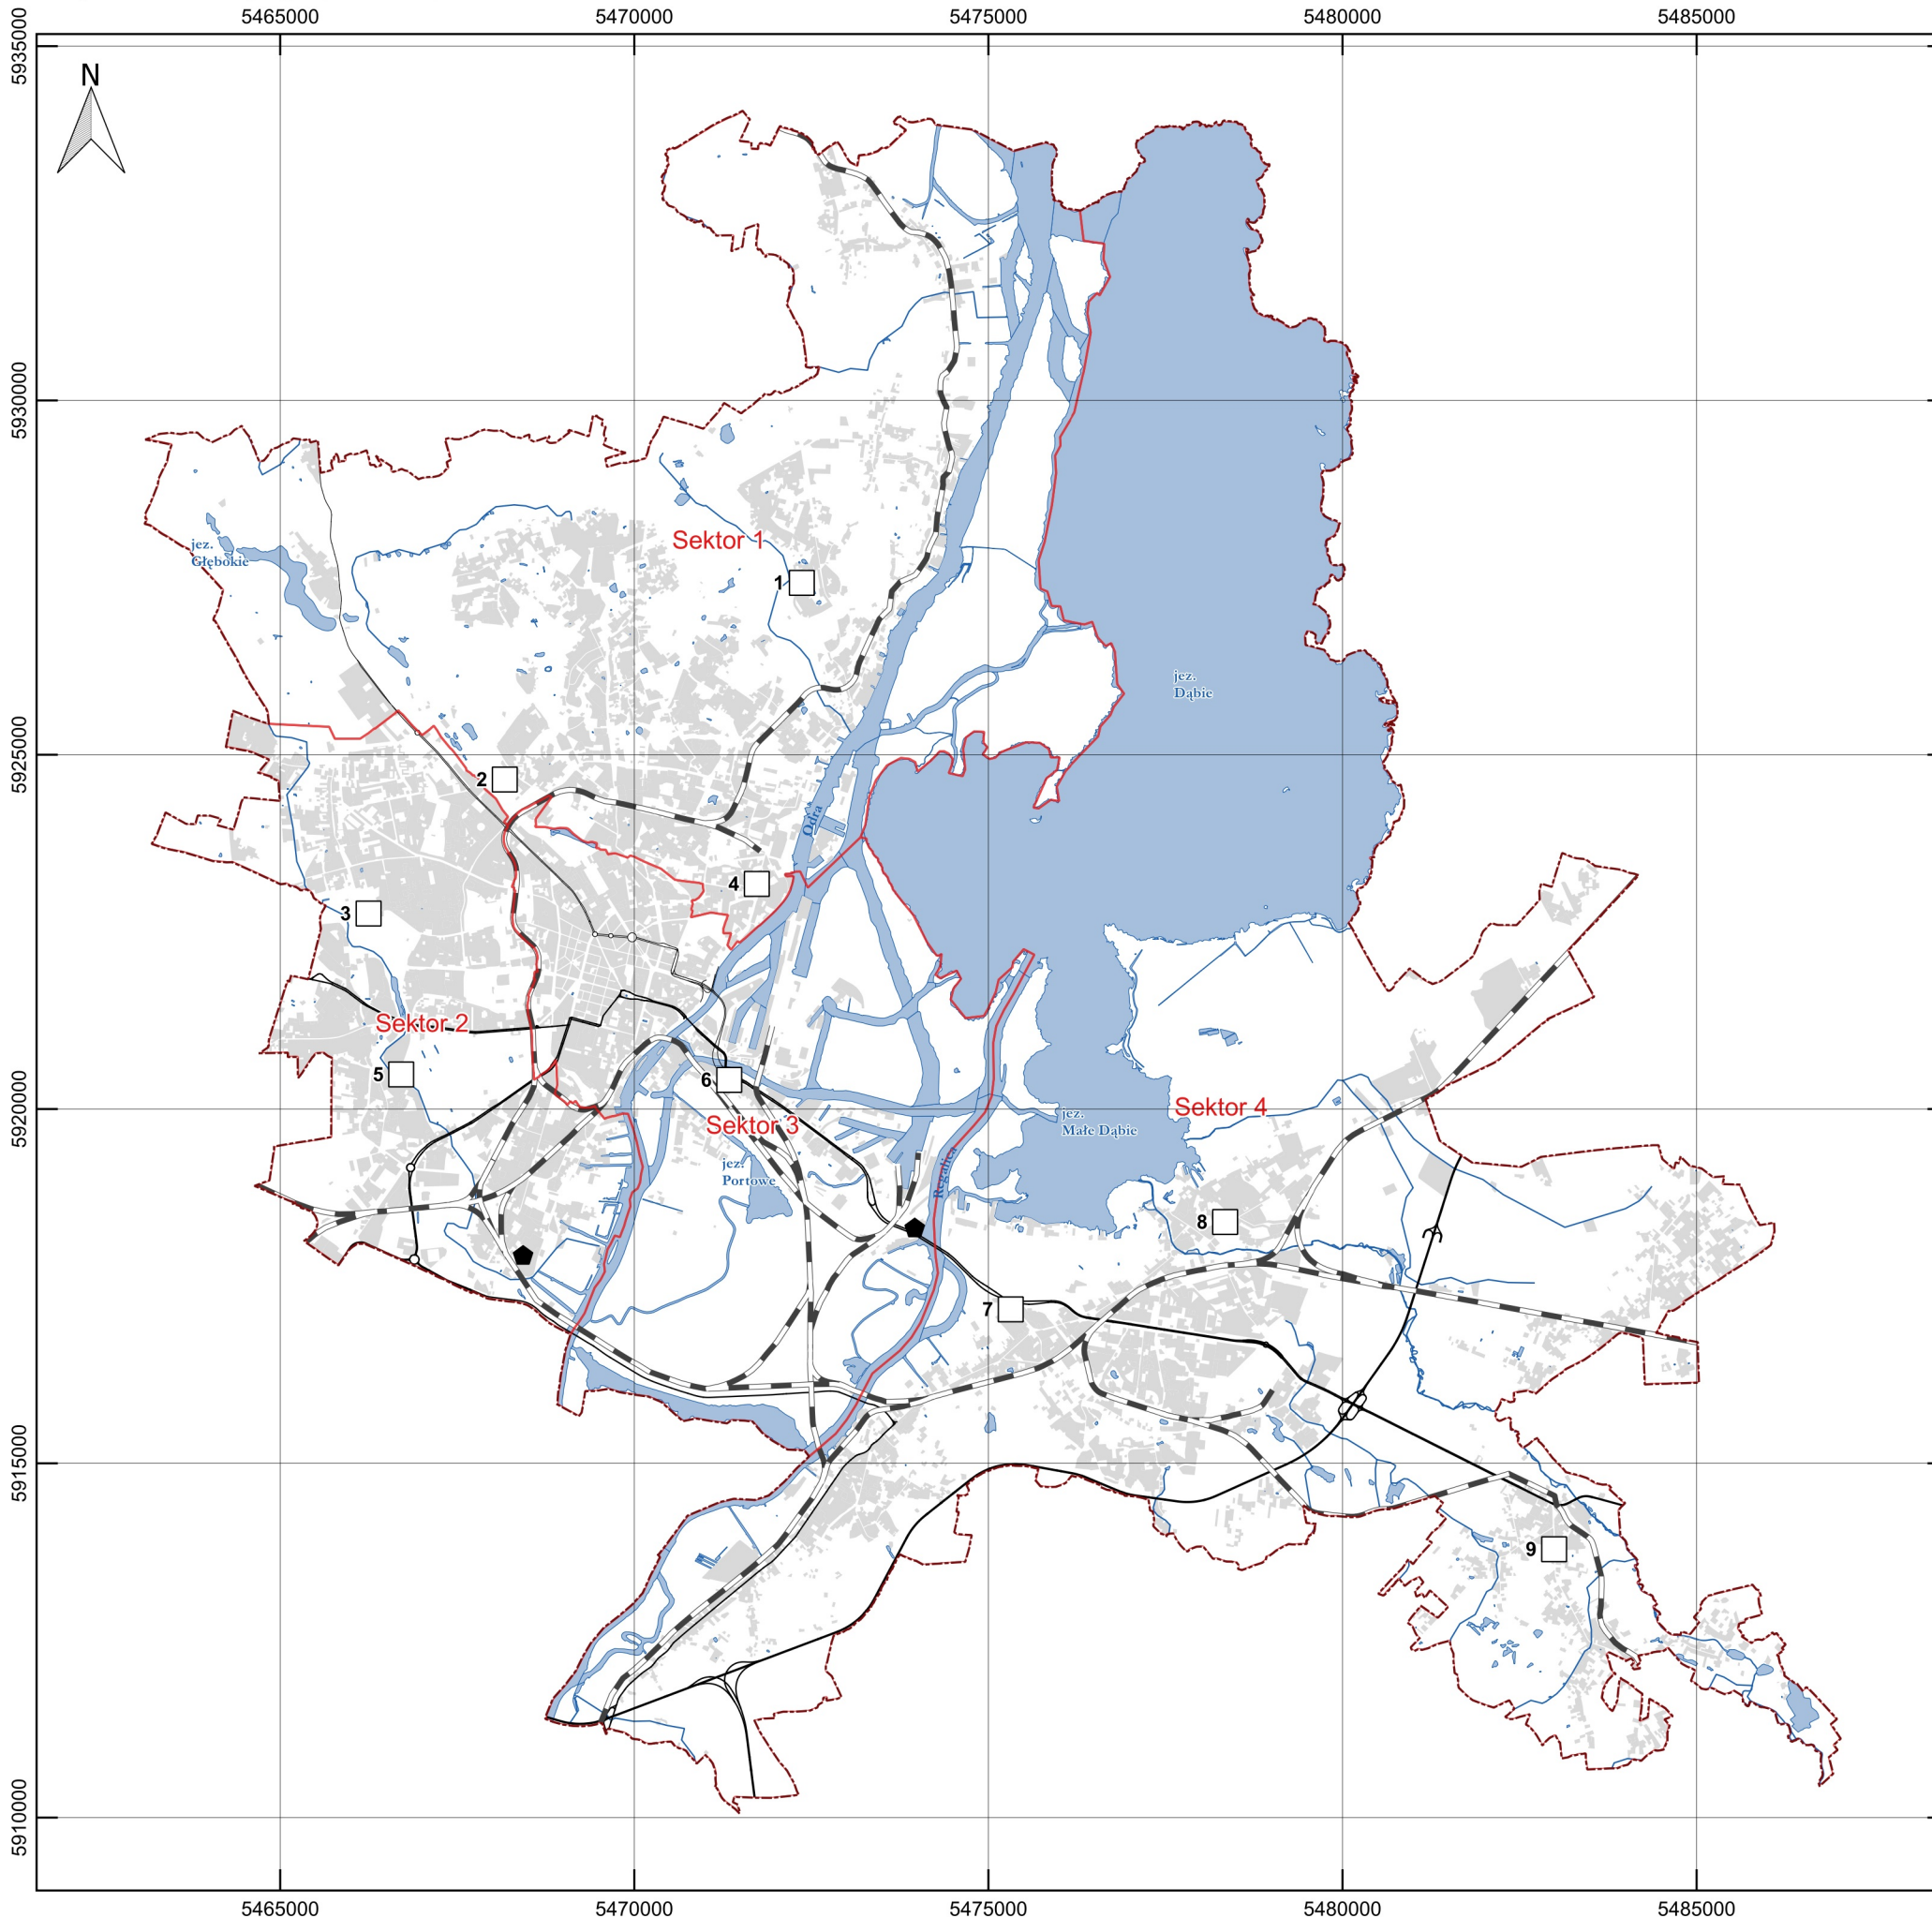 5465000 5470000 5475000 5480000 5485000
5935000
N
5930000
Sektor 1
jez.
Głębokie
1
jez.
Dąbie
5925000
2
Odra
4
3
Sektor 2
5
6
5920000
Sektor 3
Sektor 4
jez.
Małe Dąbie
jez.
Portowe
Regalica
8
7
5915000
9
5910000
5465000 5470000 5475000 5480000 5485000